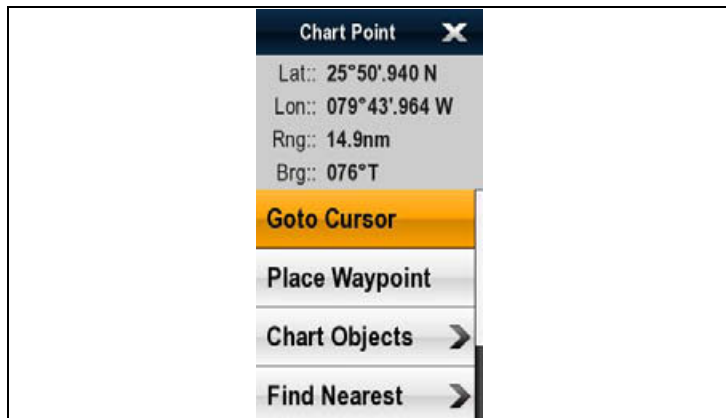 Chart Point X
Lat:: 25°50'.940 N
Lon:: 079°43'.964 W
Rng:: 14.9nm
Brg:: 076°T
Goto Cursor
Place Waypoint
Chart Objects
Find Nearest